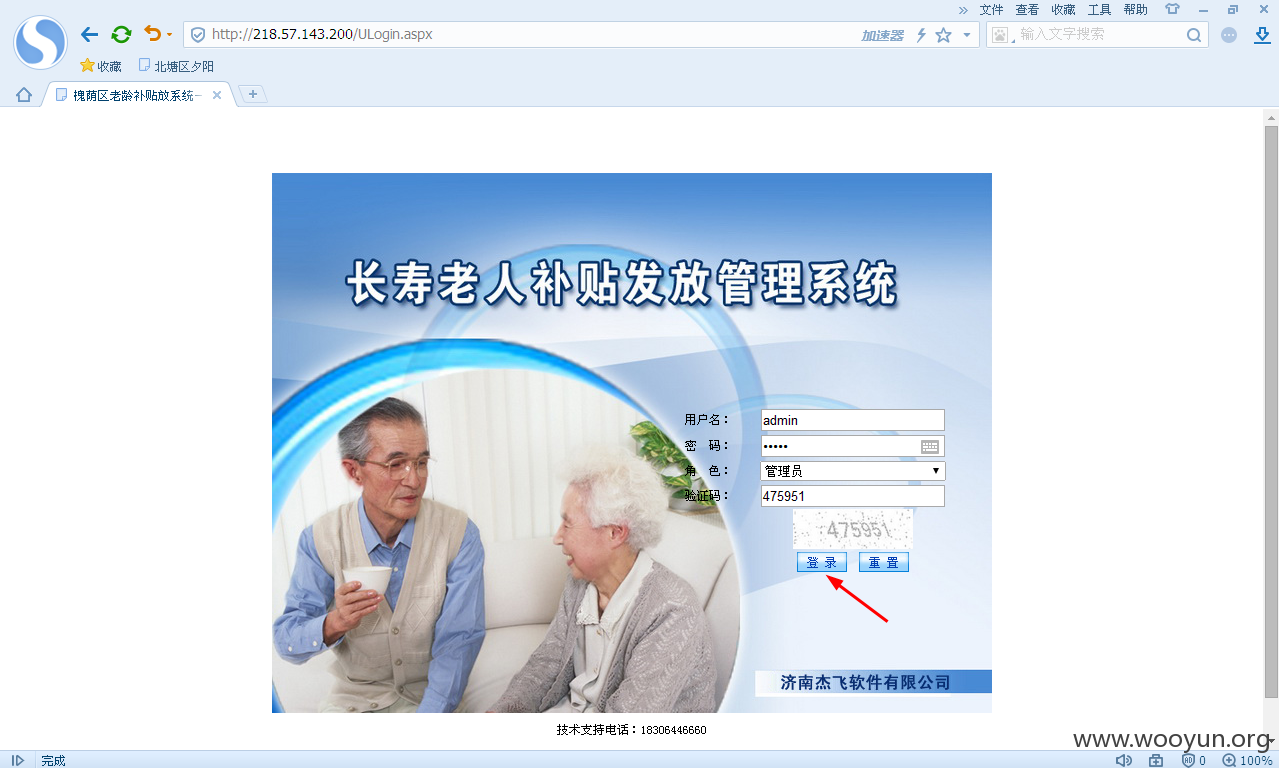 文件 查看 收藏 工具 帮助
http://218.57.143.200/ULogin.aspx
加速器
输入文字搜索
收藏 北塘区夕阳
槐荫区老龄补贴放系统
长寿老人补贴发放管理系统
用户名：
admin
密 码：
•••••
角 色：
管理员
验证码：
475951
475951
登 录 重 置
济南杰飞软件有限公司
技术支持电话：18306446660
www.wooyun.org
完成
0
100%